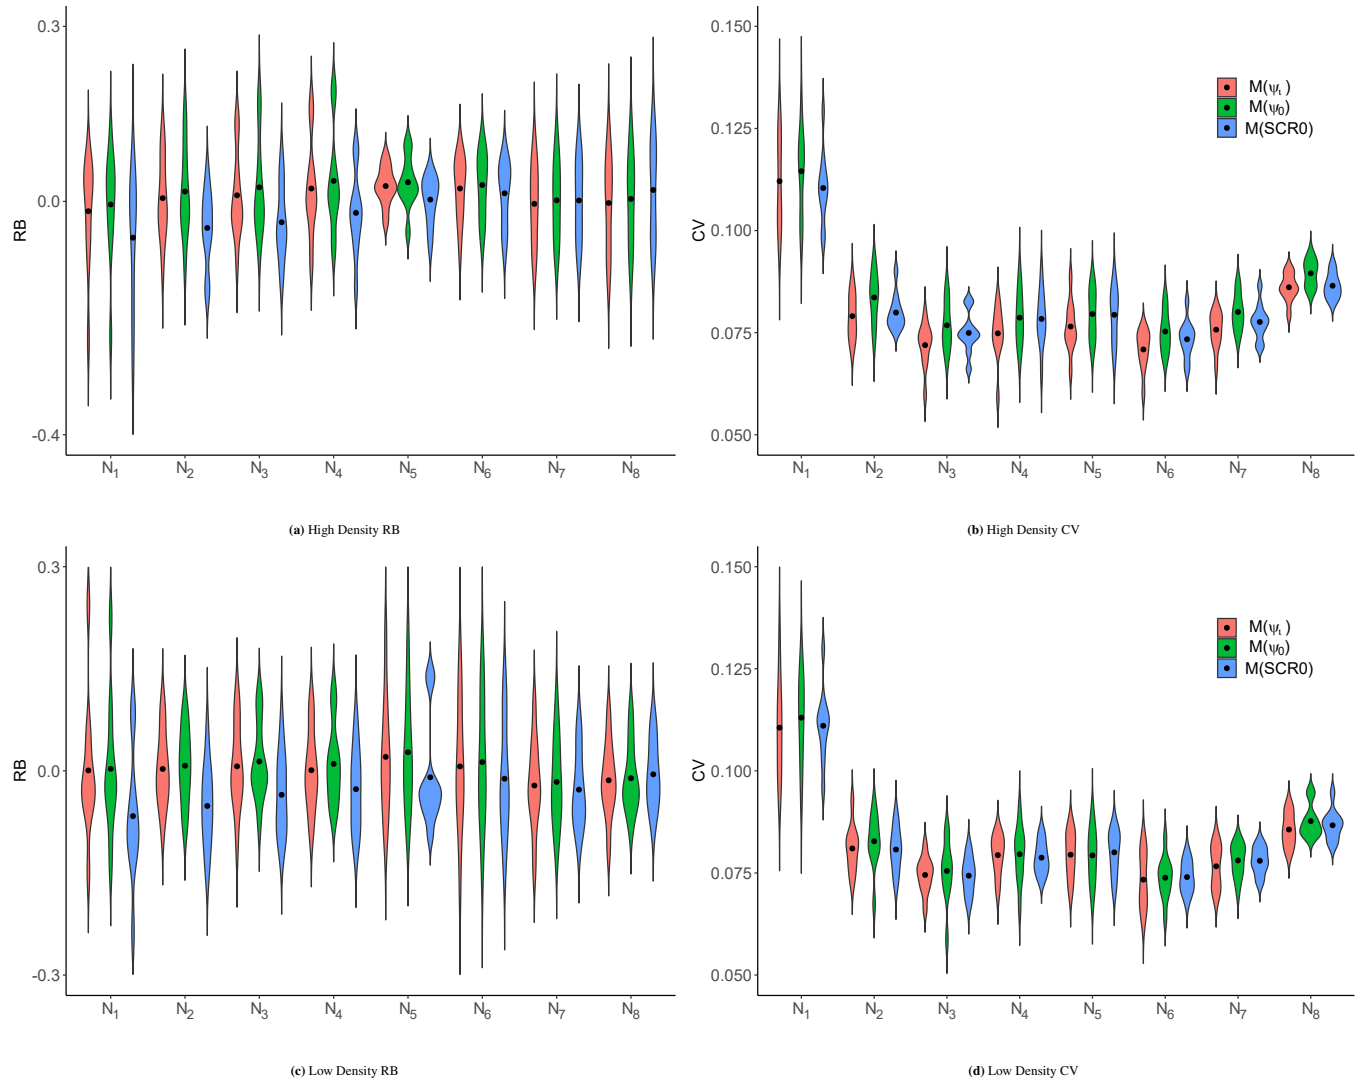 0.3
0.0
-0.4
RB
N1 N2 N3 N4 N5 N6 N7 N8
(a) High Density RB
0.150
0.125
0.100
0.075
0.050
CV
M(ψt )
M(ψ0)
M(SCR0)
N1 N2 N3 N4 N5 N6 N7 N8
(b) High Density CV
0.3
0.0
-0.3
RB
N1 N2 N3 N4 N5 N6 N7 N8
(c) Low Density RB
0.150
0.125
0.100
0.075
0.050
CV
M(ψt )
M(ψ0)
M(SCR0)
N1 N2 N3 N4 N5 N6 N7 N8
(d) Low Density CV